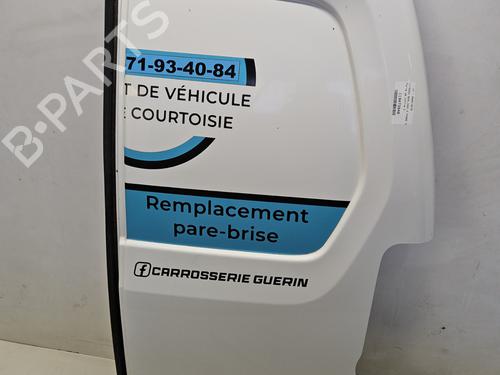 71-93-40-84
T DE VÉHICULE
E COURTOISIE
Remplacement
pare-brise
CARROSSERIE GUERIN
B-PARTS